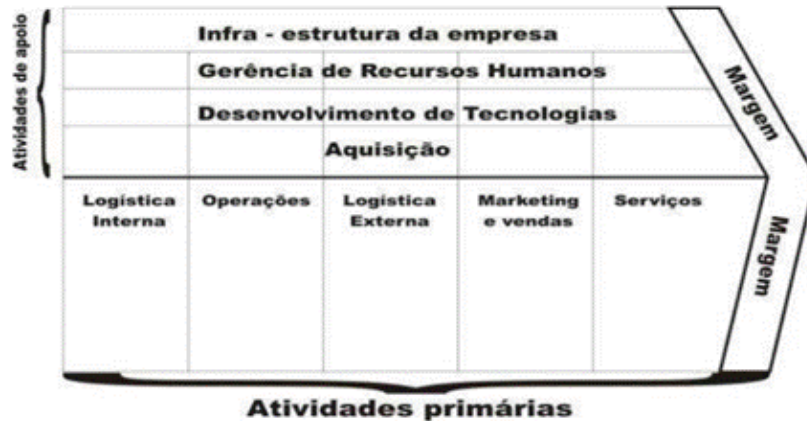 Atividades de apoio
Infra - estrutura da empresa
Gerência de Recursos Humanos
Desenvolvimento de Tecnologias
Aquisição
Margem
Logística
Interna
Operações
Logística
Externa
Marketing
e vendas
Serviços
Margem
Atividades primárias